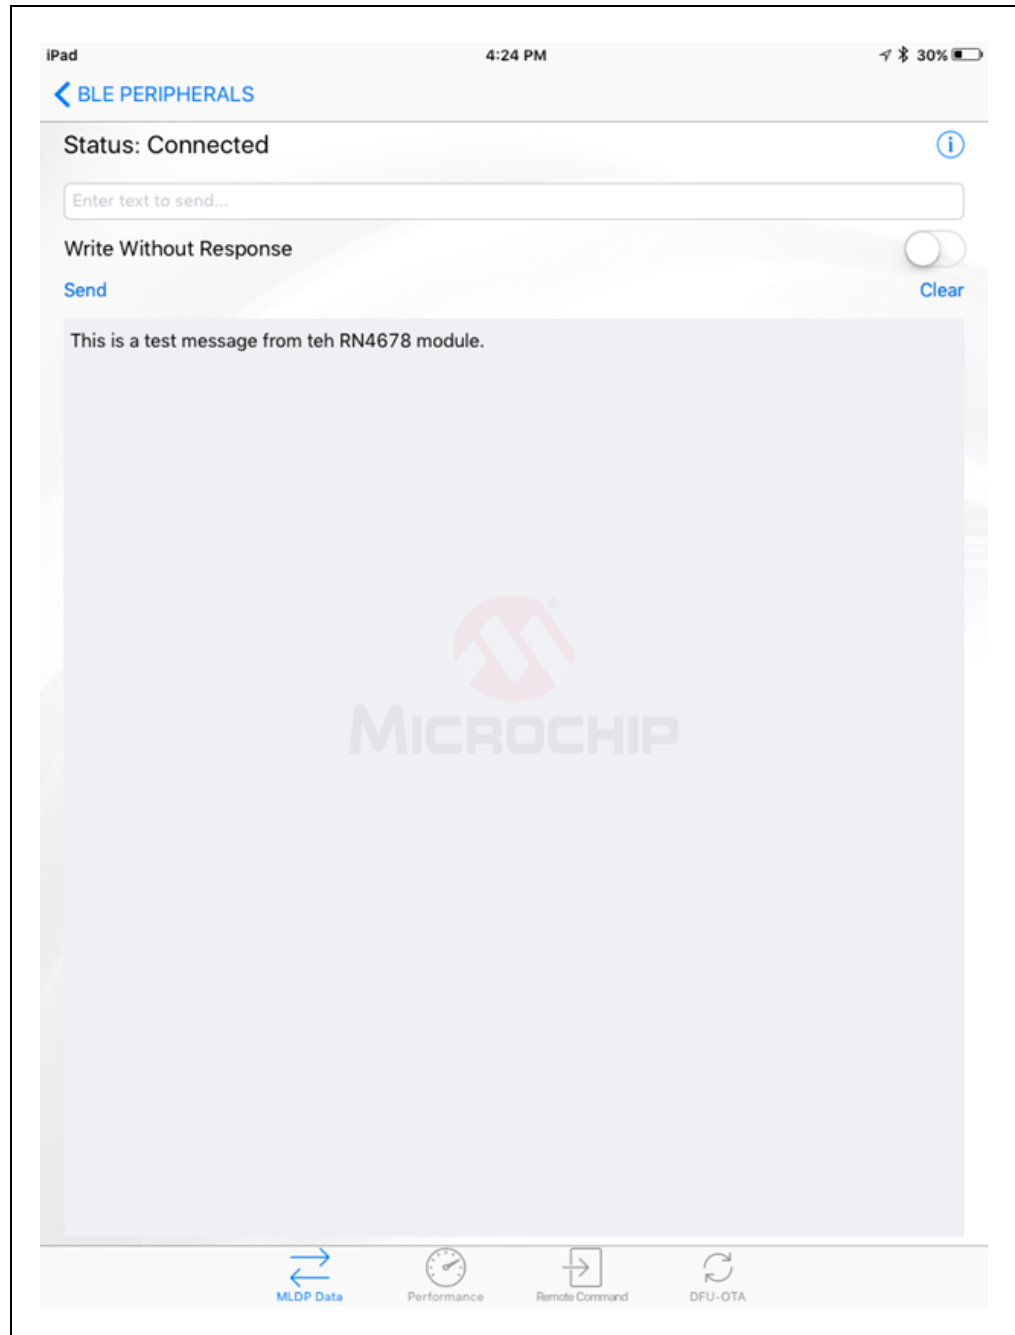 iPad 4:24 PM 30%
BLE PERIPHERALS
Status: Connected
Enter text to send...
Write Without Response
Send Clear
This is a test message from teh RN4678 module.
MICROCHIP
MLDP Data Performance Remote Command DFU-OTA